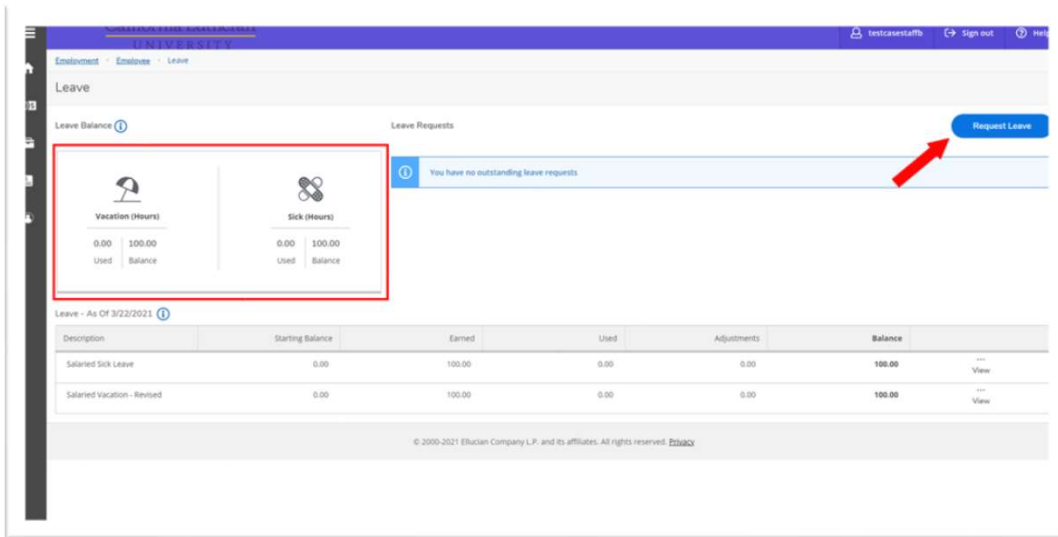 California Lutheran
UNIVERSITY
testcasestaffb Sign out Help
Employment Employee Leave
Leave
Leave Balance
Leave Requests
Request Leave
You have no outstanding leave requests
Vacation (Hours) Sick (Hours)
0.00 100.00 0.00 100.00
Used Balance Used Balance
Leave - As Of 3/22/2021
Description Starting Balance Earned Used Adjustments Balance
Salaried Sick Leave 0.00 100.00 0.00 0.00 100.00 ... View
Salaried Vacation - Revised 0.00 100.00 0.00 0.00 100.00 ... View
© 2000-2021 Ellucian Company L.P. and its affiliates. All rights reserved. Privacy